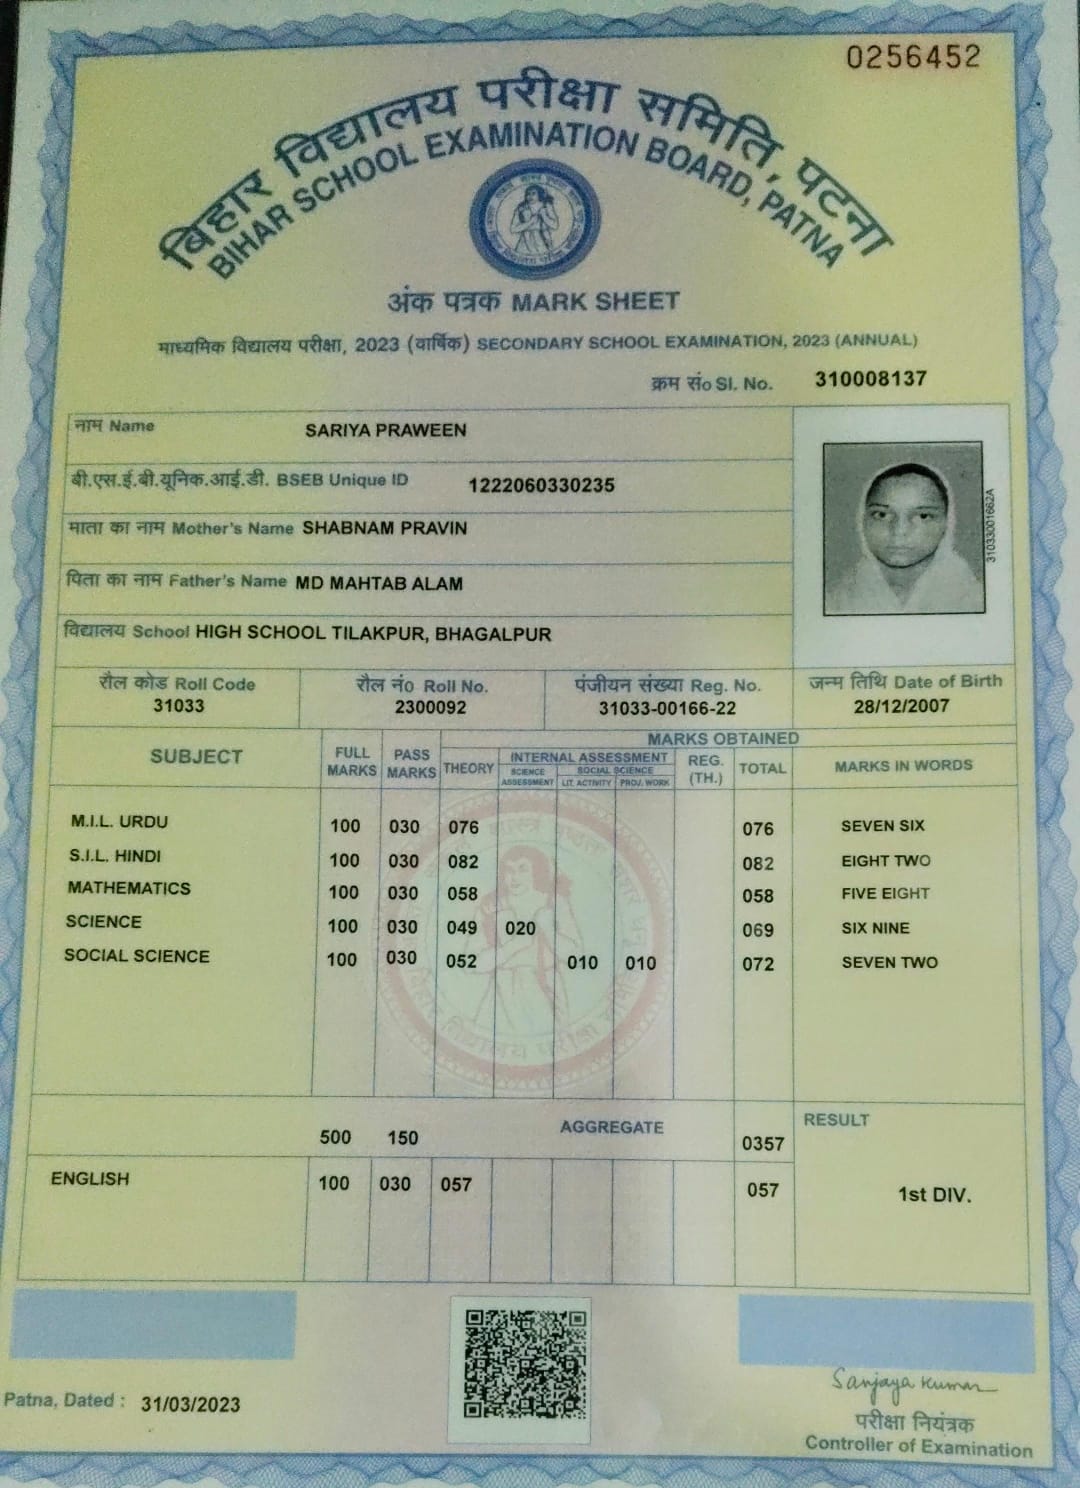 0256452
बिहार विद्यालय परीक्षा समिति, पटना
BIHAR SCHOOL EXAMINATION BOARD, PATNA
अंक पत्रक MARK SHEET
माध्यमिक विद्यालय परीक्षा, 2023 (वार्षिक) SECONDARY SCHOOL EXAMINATION, 2023 (ANNUAL)
क्रम सं० Sl. No. 310008137
नाम Name SARIYA PRAWEEN
बी.एस.ई.बी.यूनिक.आई.डी. BSEB Unique ID 1222060330235
माता का नाम Mother's Name SHABNAM PRAVIN
पिता का नाम Father's Name MD MAHTAB ALAM
विद्यालय School HIGH SCHOOL TILAKPUR, BHAGALPUR
31033001662A
रौल कोड Roll Code रौल नं० Roll No. पंजीयन संख्या Reg. No. जन्म तिथि Date of Birth
31033 2300092 31033-00166-22 28/12/2007
SUBJECT FULL MARKS PASS MARKS MARKS OBTAINED
THEORY INTERNAL ASSESSMENT REG. (TH.) TOTAL MARKS IN WORDS
SCIENCE ASSESSMENT SOCIAL SCIENCE
LIT. ACTIVITY PROJ. WORK
M.I.L. URDU 100 030 076 076 SEVEN SIX
S.I.L. HINDI 100 030 082 082 EIGHT TWO
MATHEMATICS 100 030 058 058 FIVE EIGHT
SCIENCE 100 030 049 020 069 SIX NINE
SOCIAL SCIENCE 100 030 052 010 010 072 SEVEN TWO
500 150 AGGREGATE 0357 RESULT
ENGLISH 100 030 057 057 1st DIV.
Patna, Dated : 31/03/2023
Sanjaya Kumar
परीक्षा नियंत्रक
Controller of Examination